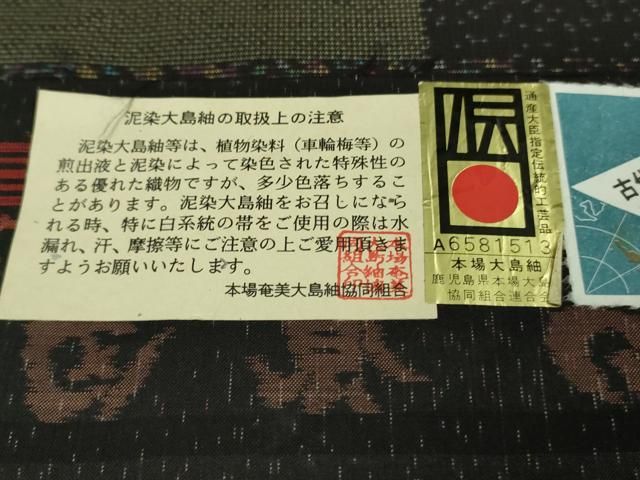 泥染大島紬の取扱上の注意
泥染大島紬等は、植物染料（車輪梅等）の
煎出液と泥染によって染色された特殊性の
ある優れた織物ですが、多少色落ちするこ
とがあります。泥染大島紬をお召しになら
れる時、特に白系統の帯をご使用の際は水
漏れ、汗、摩擦等にご注意の上ご愛用頂きま
すようお願いいたします。
本場奄美大島紬協同組合
通産大臣指定伝統的工芸品
伝
A6581513
本場大島紬
鹿児島県本場大島
協同組合連合会
古